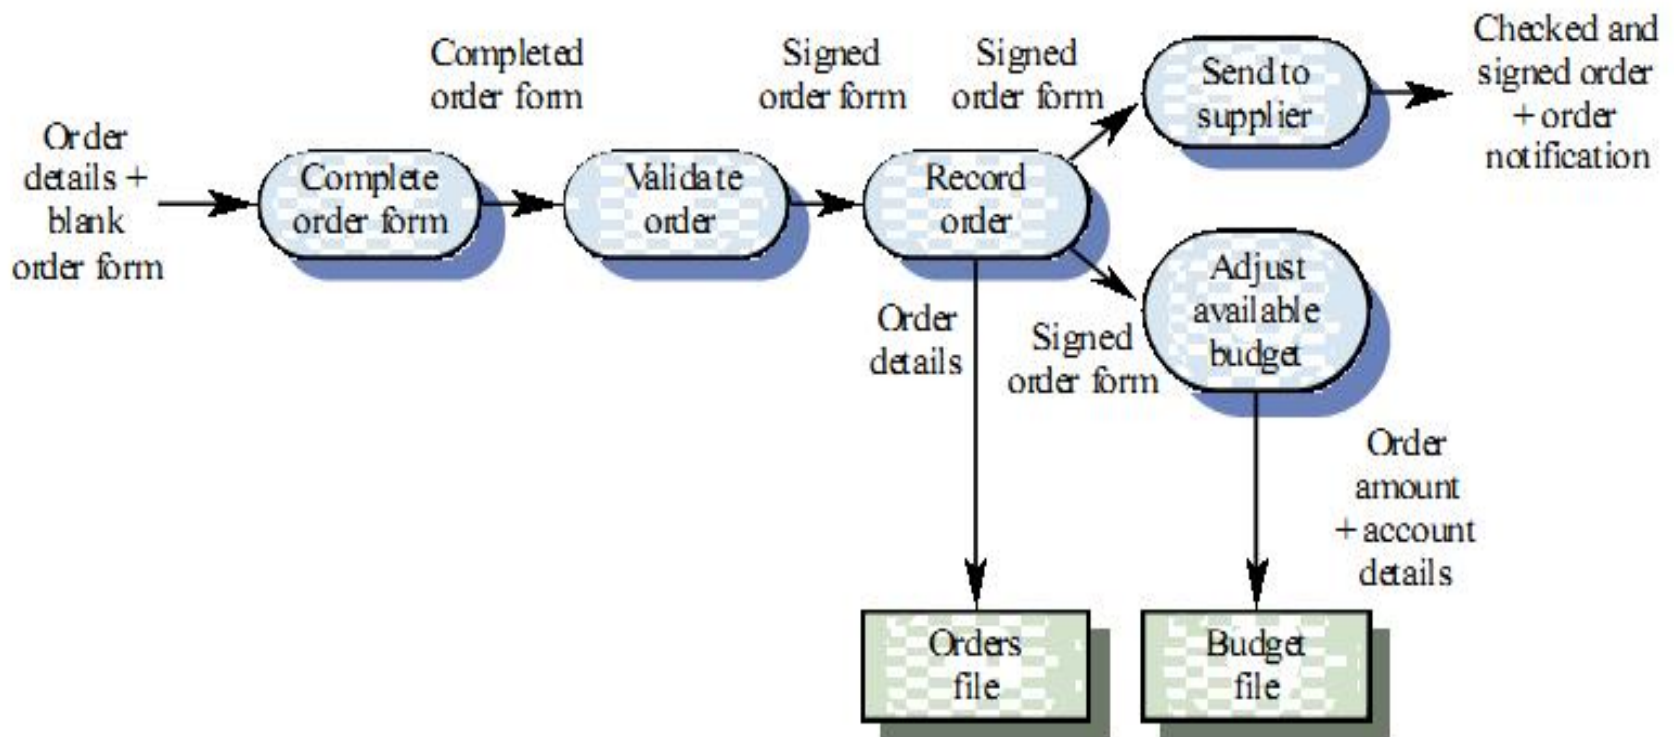 Order
details +
blank
order form
Complete
order form
Completed
order form
Validate
order
Signed
order form
Record
order
Signed
order form
Send to
supplier
Checked and
signed order
+ order
notification
Order
details
Signed
order form
Adjust
available
budget
Order
amount
+ account
details
Orders
file
Budget
file